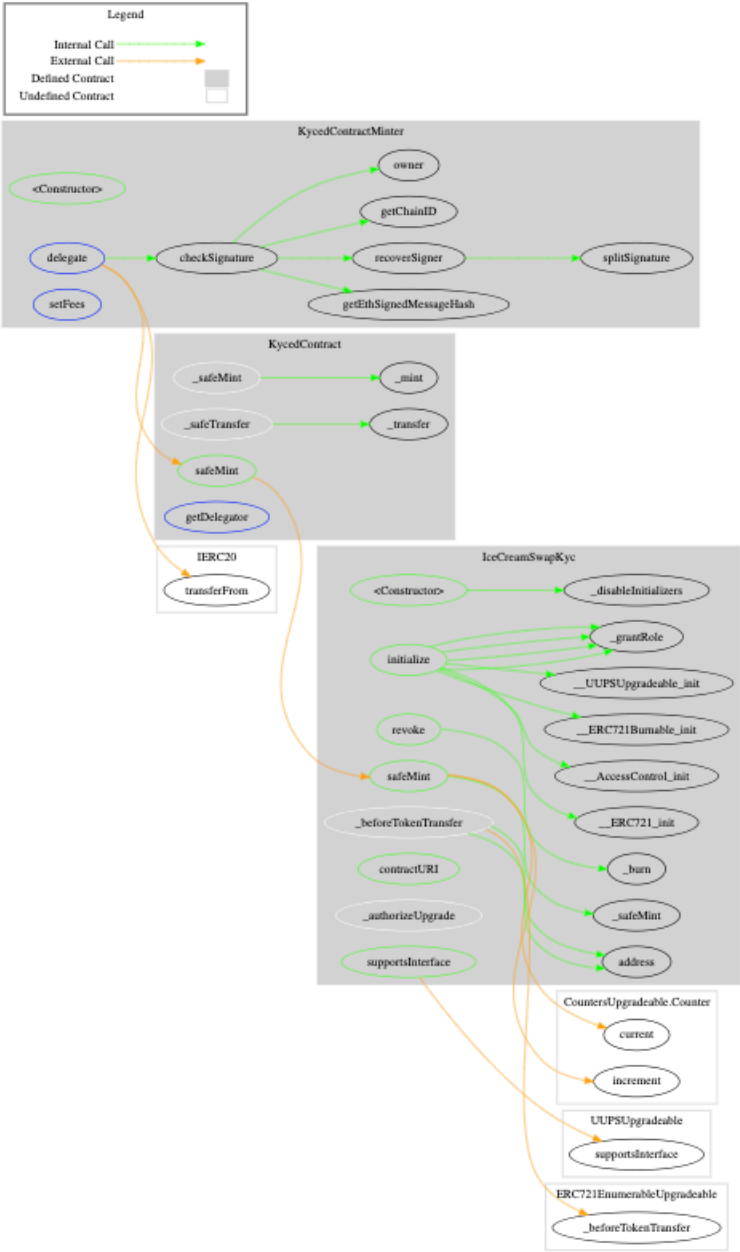 Legend
Internal Call
External Call
Defined Contract
Undefined Contract
KycedContractMinter
owner
<Constructor>
getChainID
delegate
checkSignature
recoverSigner
splitSignature
setFees
getEthSignedMessageHash
KycedContract
_safeMint
_mint
_safeTransfer
_transfer
safeMint
getDelegator
IERC20
transferFrom
IceCreamSwapKyc
<Constructor>
_disableInitializers
_grantRole
initialize
__UUPSUpgradeable_init
revoke
__ERC721Burnable_init
safeMint
__AccessControl_init
_beforeTokenTransfer
__ERC721_init
contractURI
_burn
_authorizeUpgrade
_safeMint
supportsInterface
address
CountersUpgradeable.Counter
current
increment
UUPSUpgradeable
supportsInterface
ERC721EnumerableUpgradeable
_beforeTokenTransfer